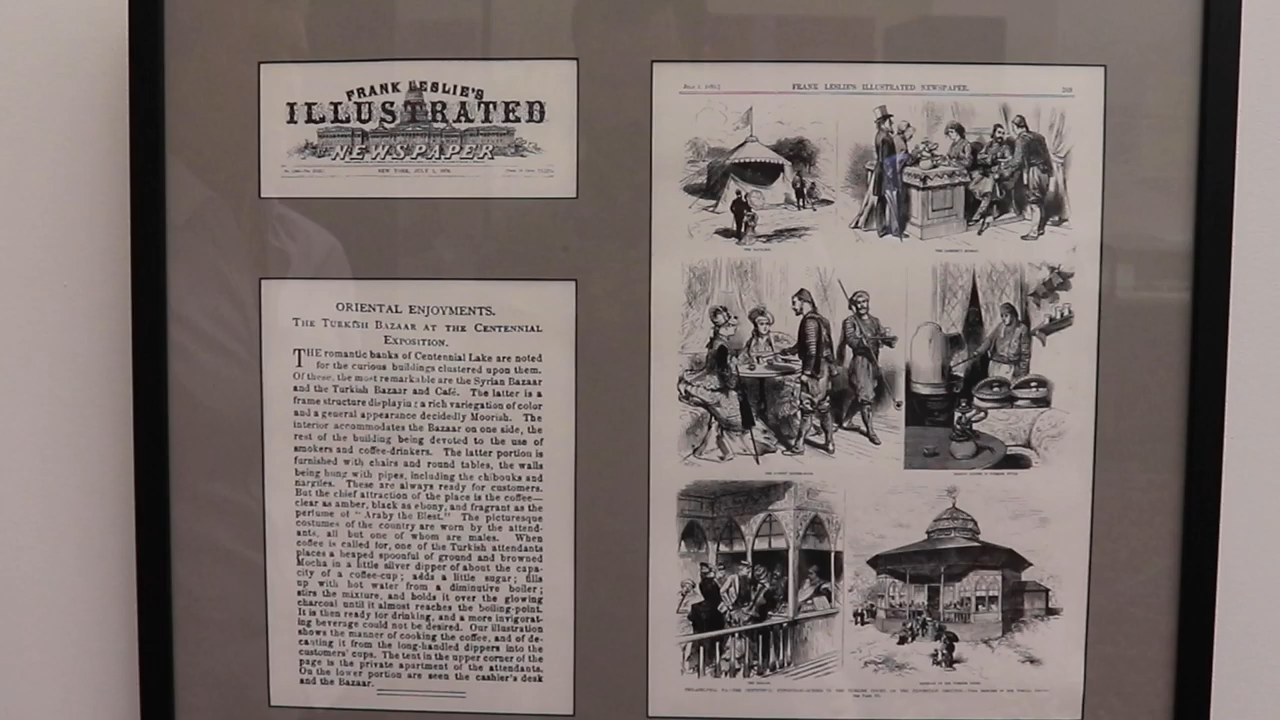 FRANK LESLIE'S
ILLUSTRATED
NEWSPAPER
NEW YORK, JULY 1, 1876.
ORIENTAL ENJOYMENTS.
THE TURKISH BAZAAR AT THE CENTENNIAL
EXPOSITION.
THE romantic banks of Centennial Lake are noted
for the curious buildings clustered upon them.
Of these, the most remarkable are the Syrian Bazaar
and the Turkish Bazaar and Café. The latter is a
frame structure displaying a rich variegation of color
and a general appearance decidedly Moorish. The
interior accommodates the Bazaar on one side, the
rest of the building being devoted to the use of
smokers and coffee-drinkers. The latter portion is
furnished with chairs and round tables, the walls
being hung with pipes, including the chibouks and
nargiles. These are always ready for customers.
But the chief attraction of the place is the coffee—
clear as amber, black as ebony, and fragrant as the
perfume of "Araby the Blest." The picturesque
costumes of the country are worn by the attend-
ants, all but one of whom are males. When
coffee is called for, one of the Turkish attendants
places a heaped spoonful of ground and browned
Mocha in a little silver dipper of about the capa-
city of a coffee-cup; adds a little sugar; fills
up with hot water from a diminutive boiler;
stirs the mixture, and holds it over the glowing
charcoal until it almost reaches the boiling-point.
It is then ready for drinking, and a more invigorat-
ing beverage could not be desired. Our illustration
shows the manner of cooking the coffee, and of de-
canting it from the long-handled dippers into the
customers' cups. The tent in the upper corner of the
page is the private apartment of the attendants.
On the lower portion are seen the cashier's desk
and the Bazaar.
FRANK LESLIE'S ILLUSTRATED NEWSPAPER.